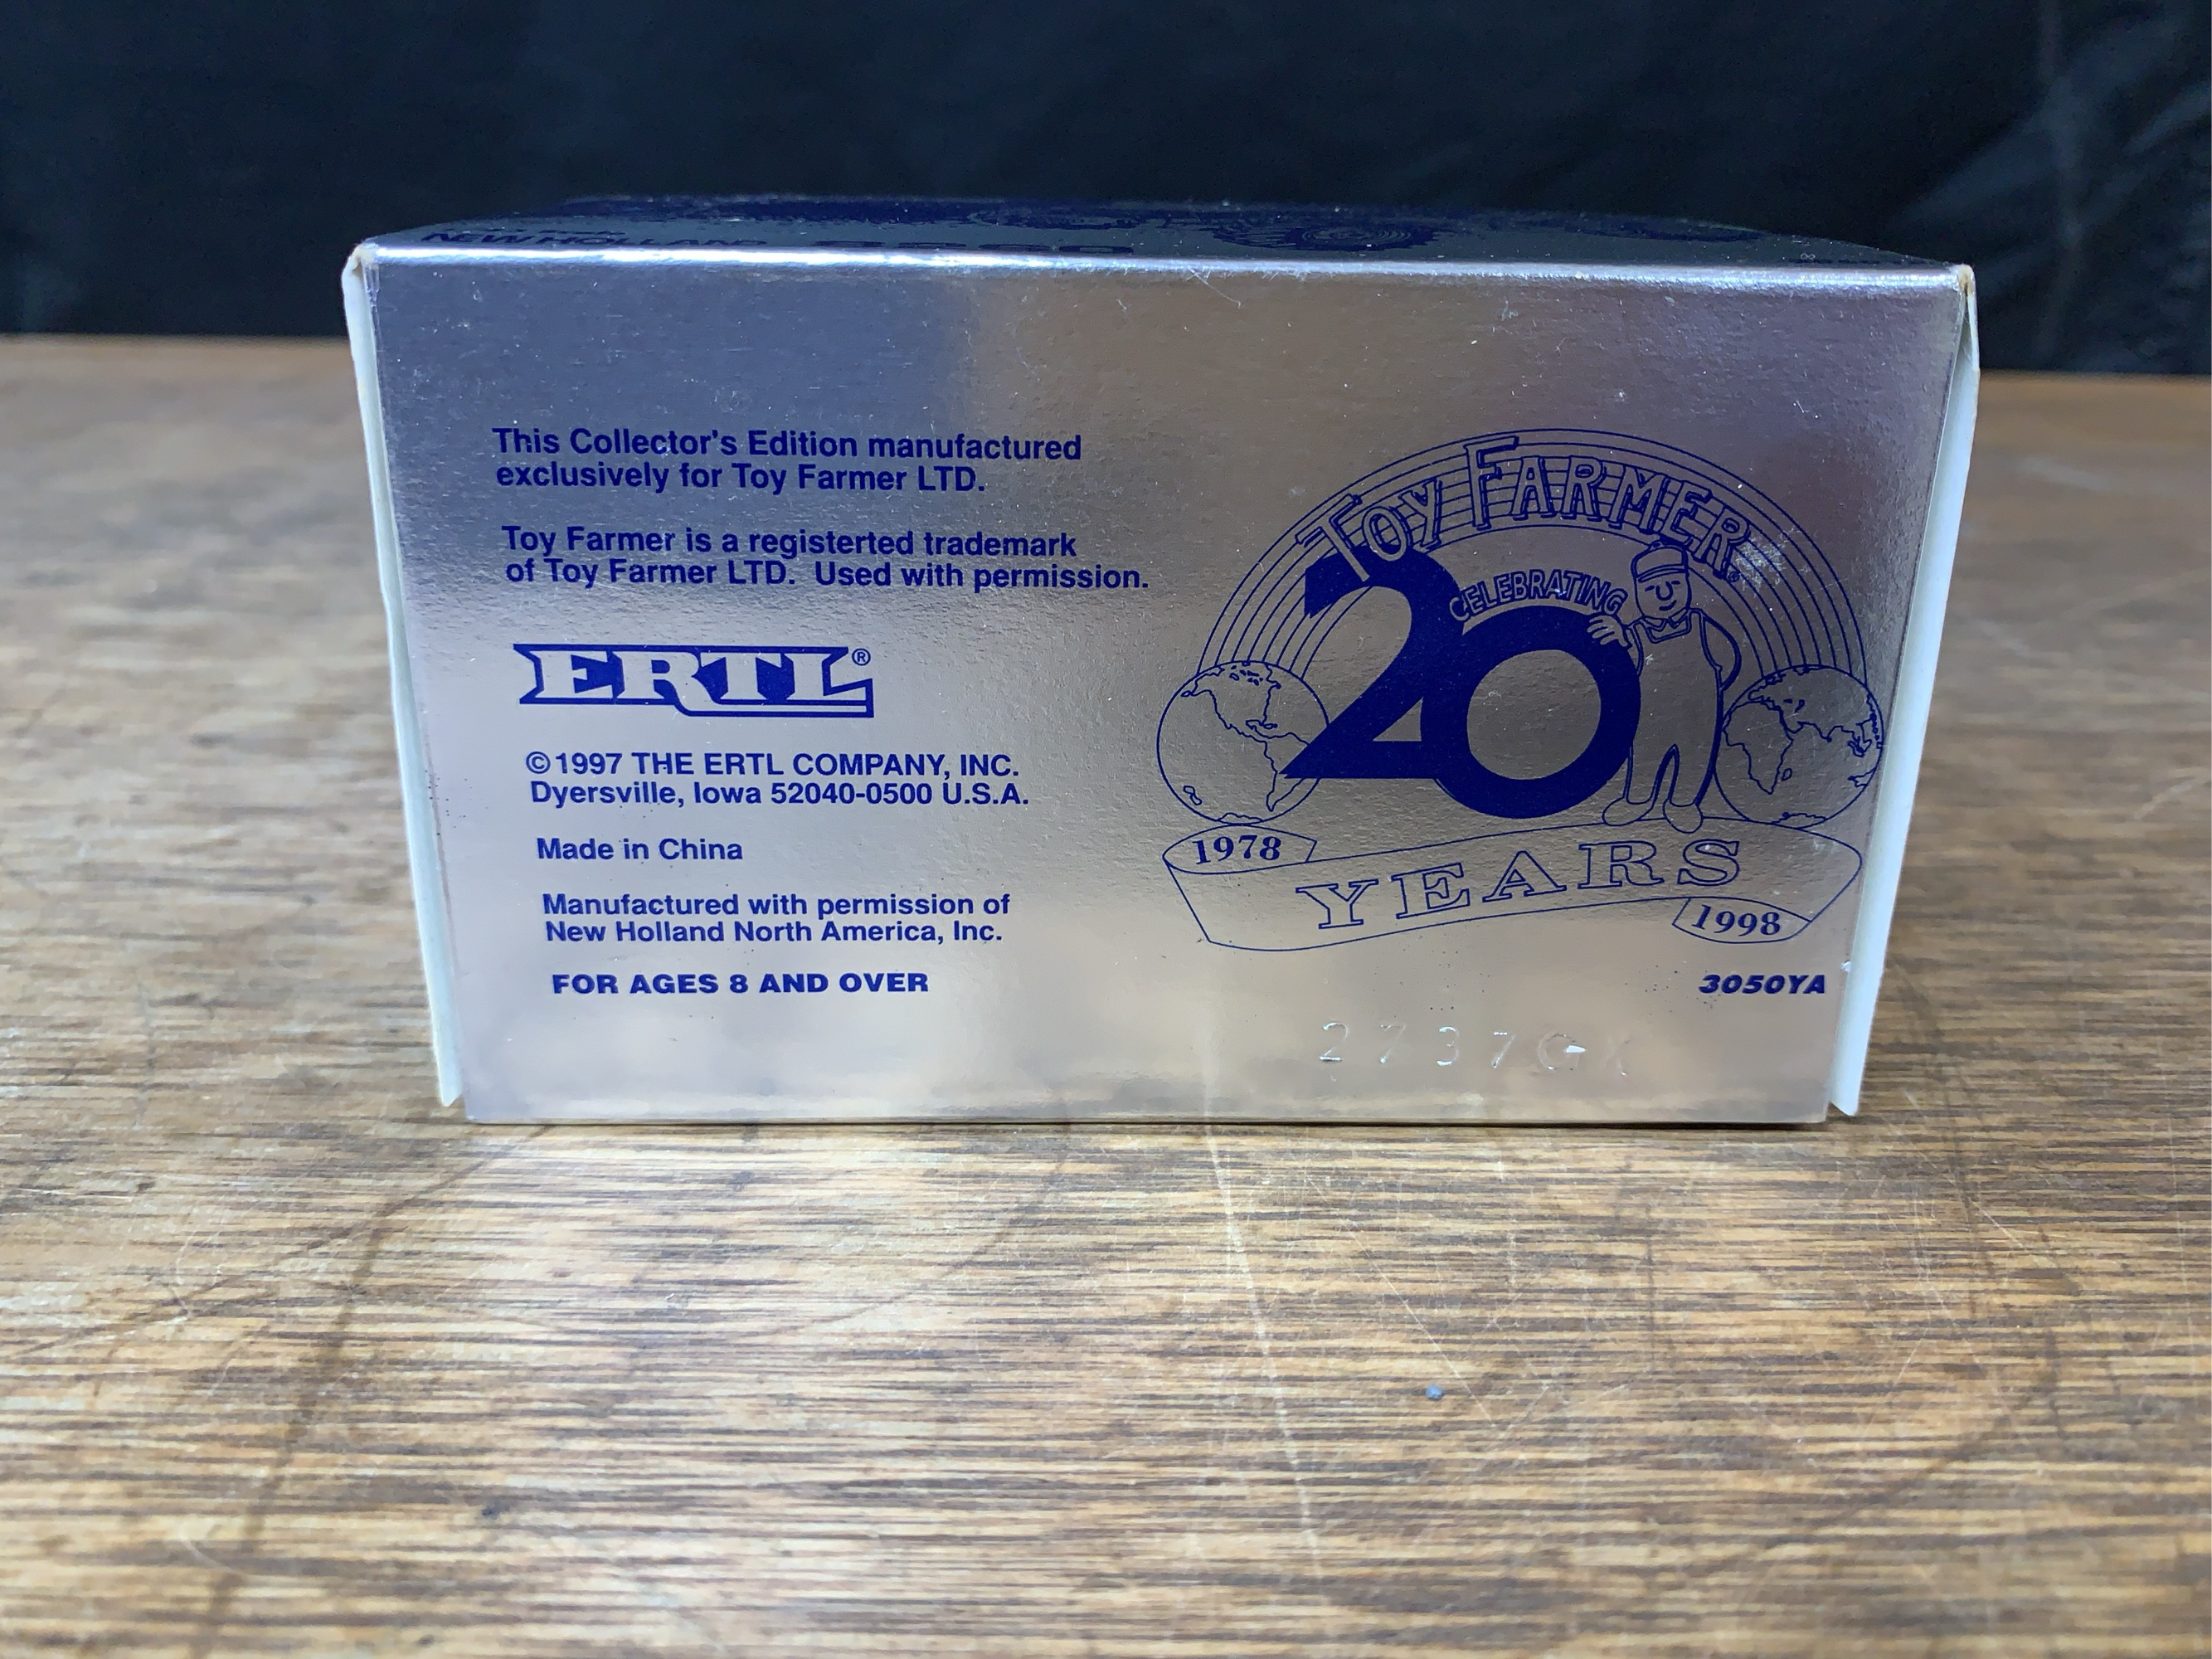 NEW HOLLAND
This Collector's Edition manufactured
exclusively for Toy Farmer LTD.
Toy Farmer is a registerted trademark
of Toy Farmer LTD. Used with permission.
ERTL®
©1997 THE ERTL COMPANY, INC.
Dyersville, Iowa 52040-0500 U.S.A.
Made in China
Manufactured with permission of
New Holland North America, Inc.
FOR AGES 8 AND OVER
TOY FARMER
CELEBRATING
20
1978
YEARS
1998
3050YA